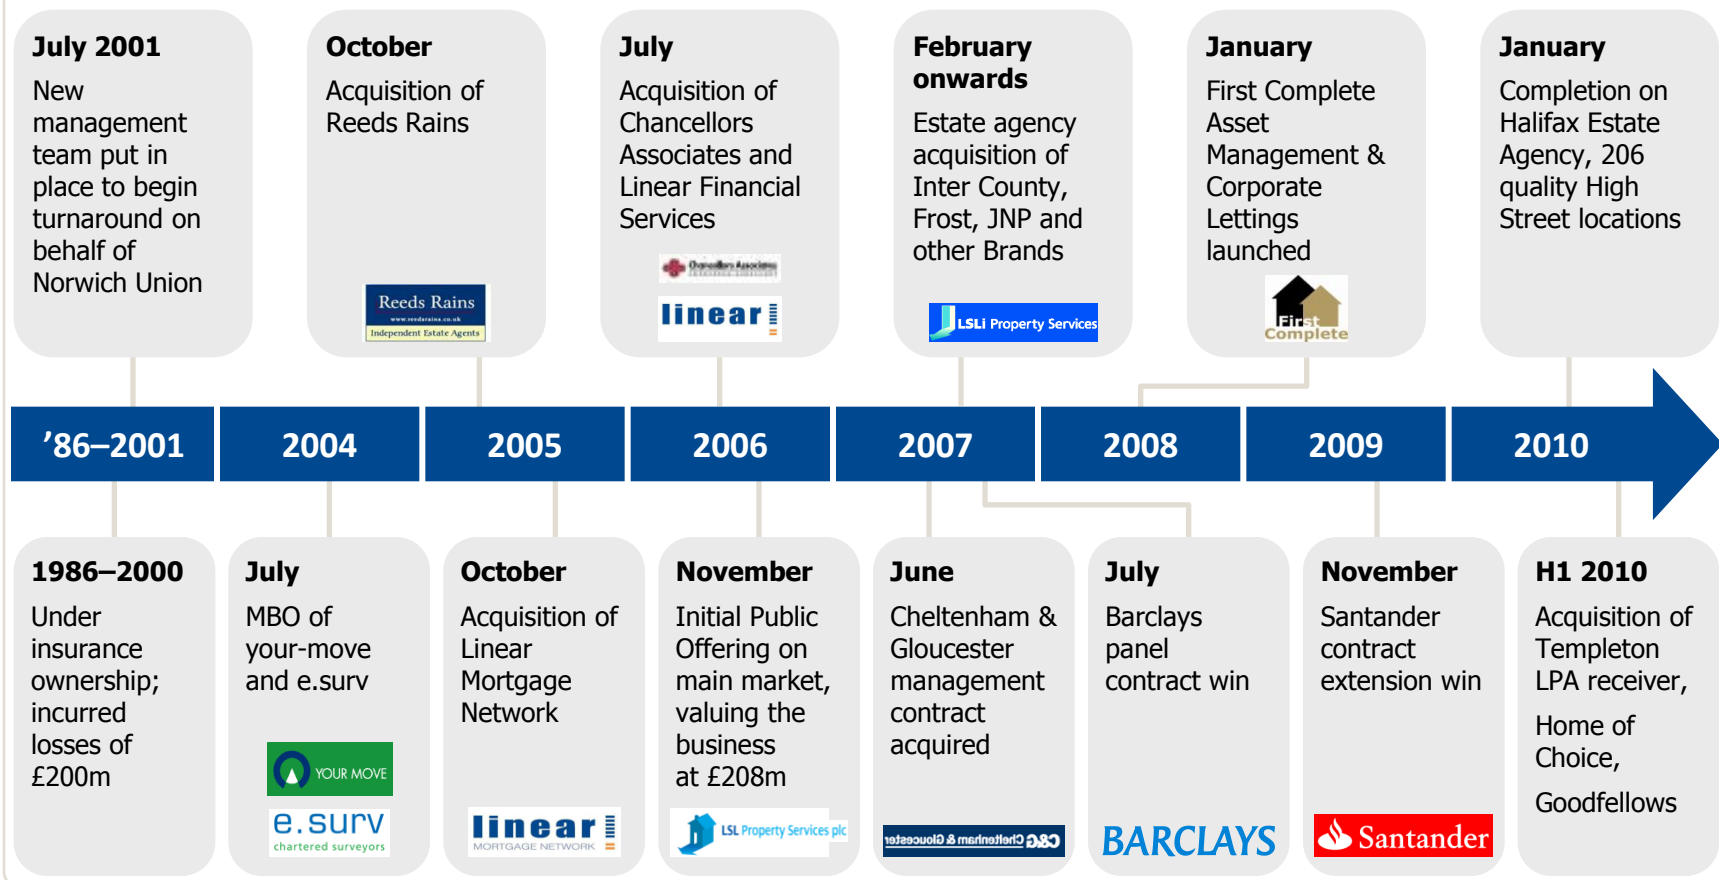 July 2001
New
management
team put in
place to begin
turnaround on
behalf of
Norwich Union
October
Acquisition of
Reeds Rains
Reeds Rains
www.reedsrains.co.uk
Independent Estate Agents
July
Acquisition of
Chancellors
Associates and
Linear Financial
Services
Chancellors Associates
linear
February
onwards
Estate agency
acquisition of
Inter County,
Frost, JNP and
other Brands
LSLi Property Services
January
First Complete
Asset
Management &
Corporate
Lettings
launched
First
Complete
January
Completion on
Halifax Estate
Agency, 206
quality High
Street locations
’86–2001
2004
2005
2006
2007
2008
2009
2010
1986–2000
Under
insurance
ownership;
incurred
losses of
£200m
July
MBO of
your-move
and e.surv
YOUR MOVE
e.surv
chartered surveyors
October
Acquisition of
Linear
Mortgage
Network
linear
MORTGAGE NETWORK
November
Initial Public
Offering on
main market,
valuing the
business
at £208m
LSL Property Services plc
June
Cheltenham &
Gloucester
management
contract
acquired
C&G Cheltenham & Gloucester
July
Barclays
panel
contract win
BARCLAYS
November
Santander
contract
extension win
Santander
H1 2010
Acquisition of
Templeton
LPA receiver,
Home of
Choice,
Goodfellows